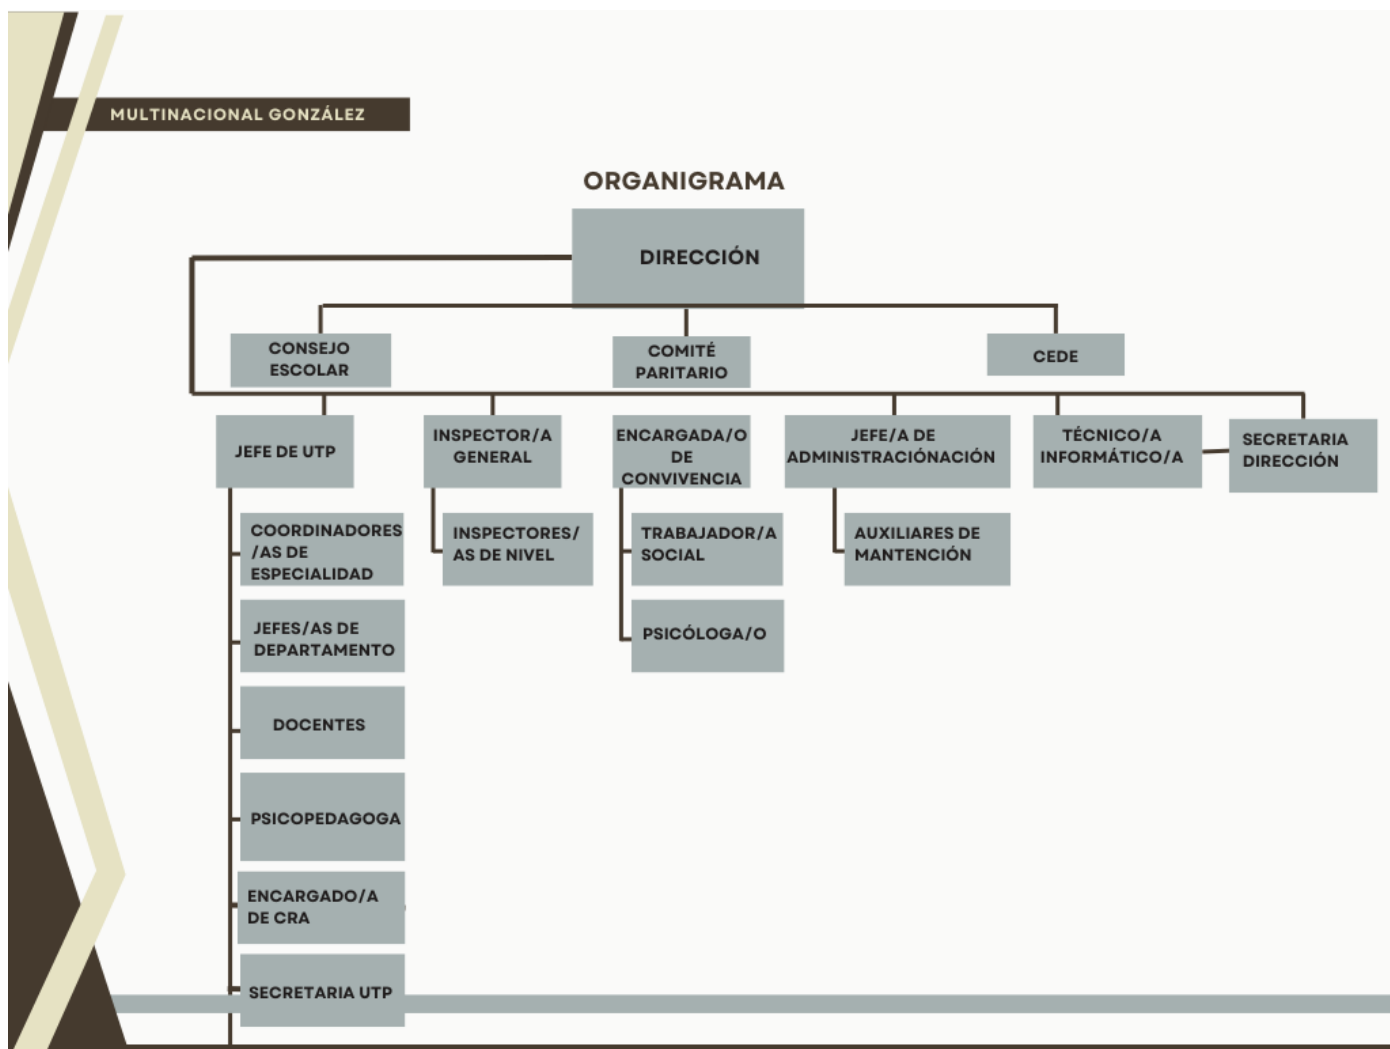 MULTINACIONAL GONZÁLEZ
ORGANIGRAMA
DIRECCIÓN
CONSEJO
ESCOLAR
COMITÉ
PARITARIO
CEDE
JEFE DE UTP
INSPECTOR/A
GENERAL
ENCARGADA/O
DE
CONVIVENCIA
JEFE/A DE
ADMINISTRACIÓNACIÓN
TÉCNICO/A
INFORMÁTICO/A
SECRETARIA
DIRECCIÓN
COORDINADORES
/AS DE
ESPECIALIDAD
INSPECTORES/
AS DE NIVEL
TRABAJADOR/A
SOCIAL
AUXILIARES DE
MANTENCIÓN
JEFES/AS DE
DEPARTAMENTO
PSICÓLOGA/O
DOCENTES
PSICOPEDAGOGA
ENCARGADO/A
DE CRA
SECRETARIA UTP